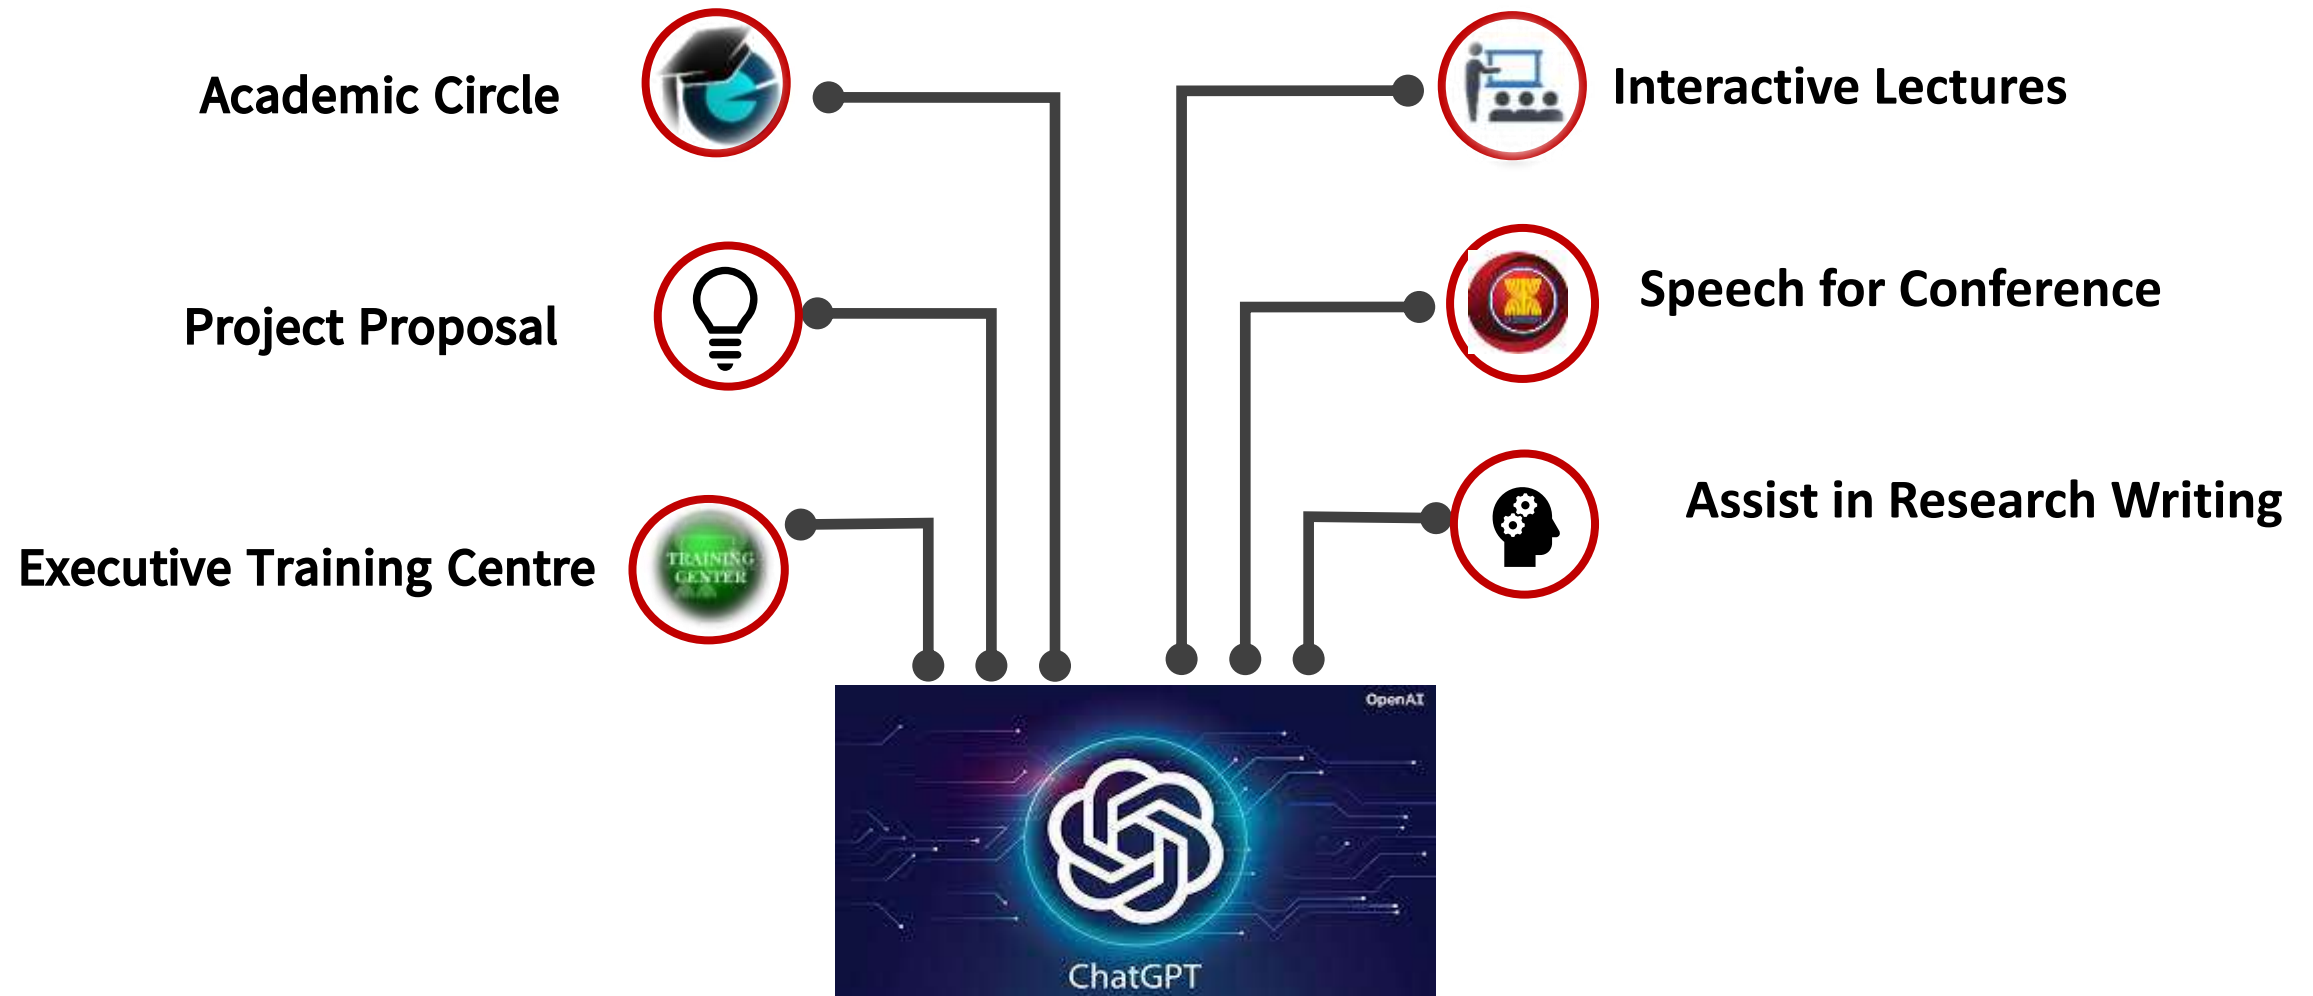 Academic Circle
Interactive Lectures
Project Proposal
Speech for Conference
Executive Training Centre
TRAINING
CENTER
Assist in Research Writing
OpenAI
ChatGPT